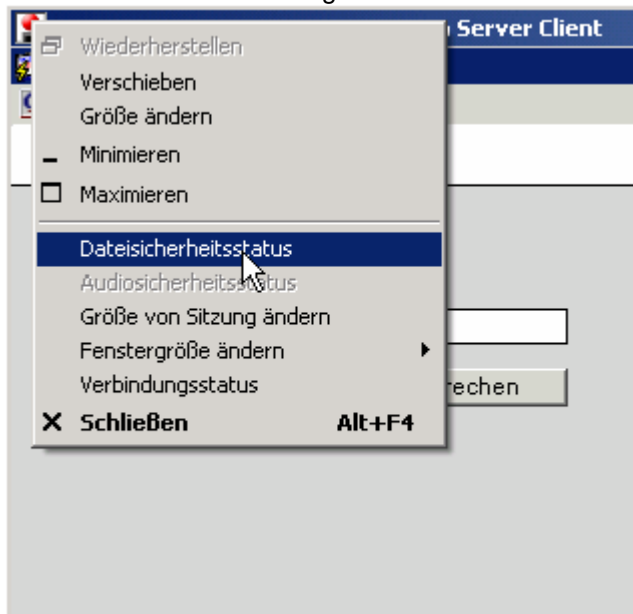 Server Client
Wiederherstellen
Verschieben
Größe ändern
Minimieren
Maximieren
Dateisicherheitsstatus
Audiosicherheitsstatus
Größe von Sitzung ändern
Fenstergröße ändern
Verbindungsstatus
rechen
Schließen Alt+F4